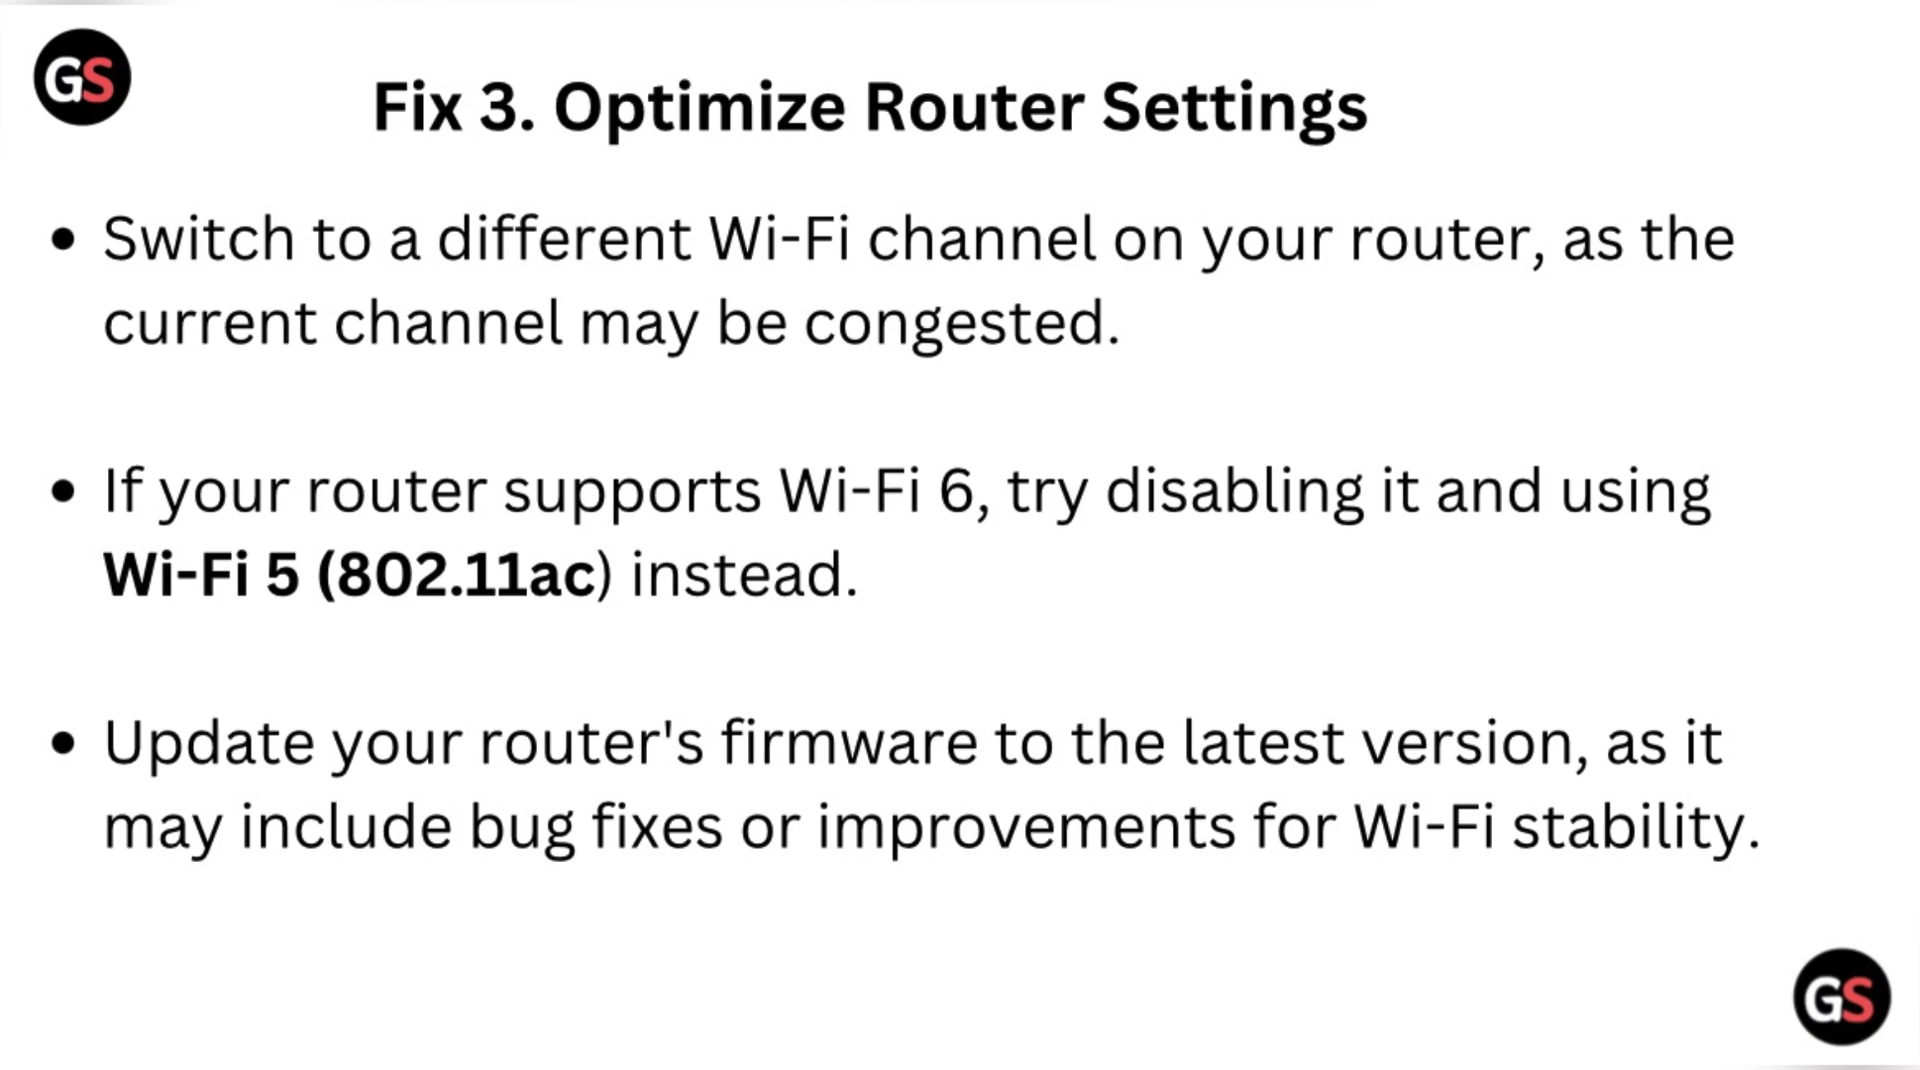 GS
Fix 3. Optimize Router Settings
• Switch to a different Wi-Fi channel on your router, as the
current channel may be congested.
• If your router supports Wi-Fi 6, try disabling it and using
Wi-Fi 5 (802.11ac) instead.
• Update your router's firmware to the latest version, as it
may include bug fixes or improvements for Wi-Fi stability.
GS